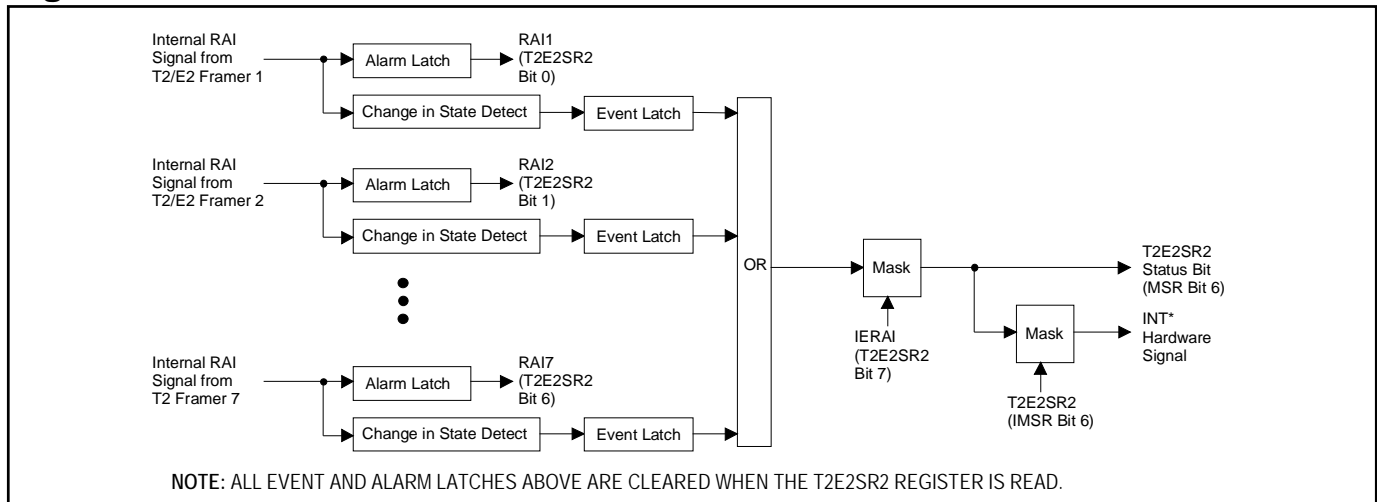 Internal RAI
Signal from
T2/E2 Framer 1
Alarm Latch
RAI1
(T2E2SR2
Bit 0)
Change in State Detect
Event Latch
Internal RAI
Signal from
T2/E2 Framer 2
Alarm Latch
RAI2
(T2E2SR2
Bit 1)
Change in State Detect
Event Latch
Internal RAI
Signal from
T2 Framer 7
Alarm Latch
RAI7
(T2E2SR2
Bit 6)
Change in State Detect
Event Latch
OR
Mask
IERAI
(T2E2SR2
Bit 7)
T2E2SR2
Status Bit
(MSR Bit 6)
Mask
INT*
Hardware
Signal
T2E2SR2
(IMSR Bit 6)
NOTE: ALL EVENT AND ALARM LATCHES ABOVE ARE CLEARED WHEN THE T2E2SR2 REGISTER IS READ.